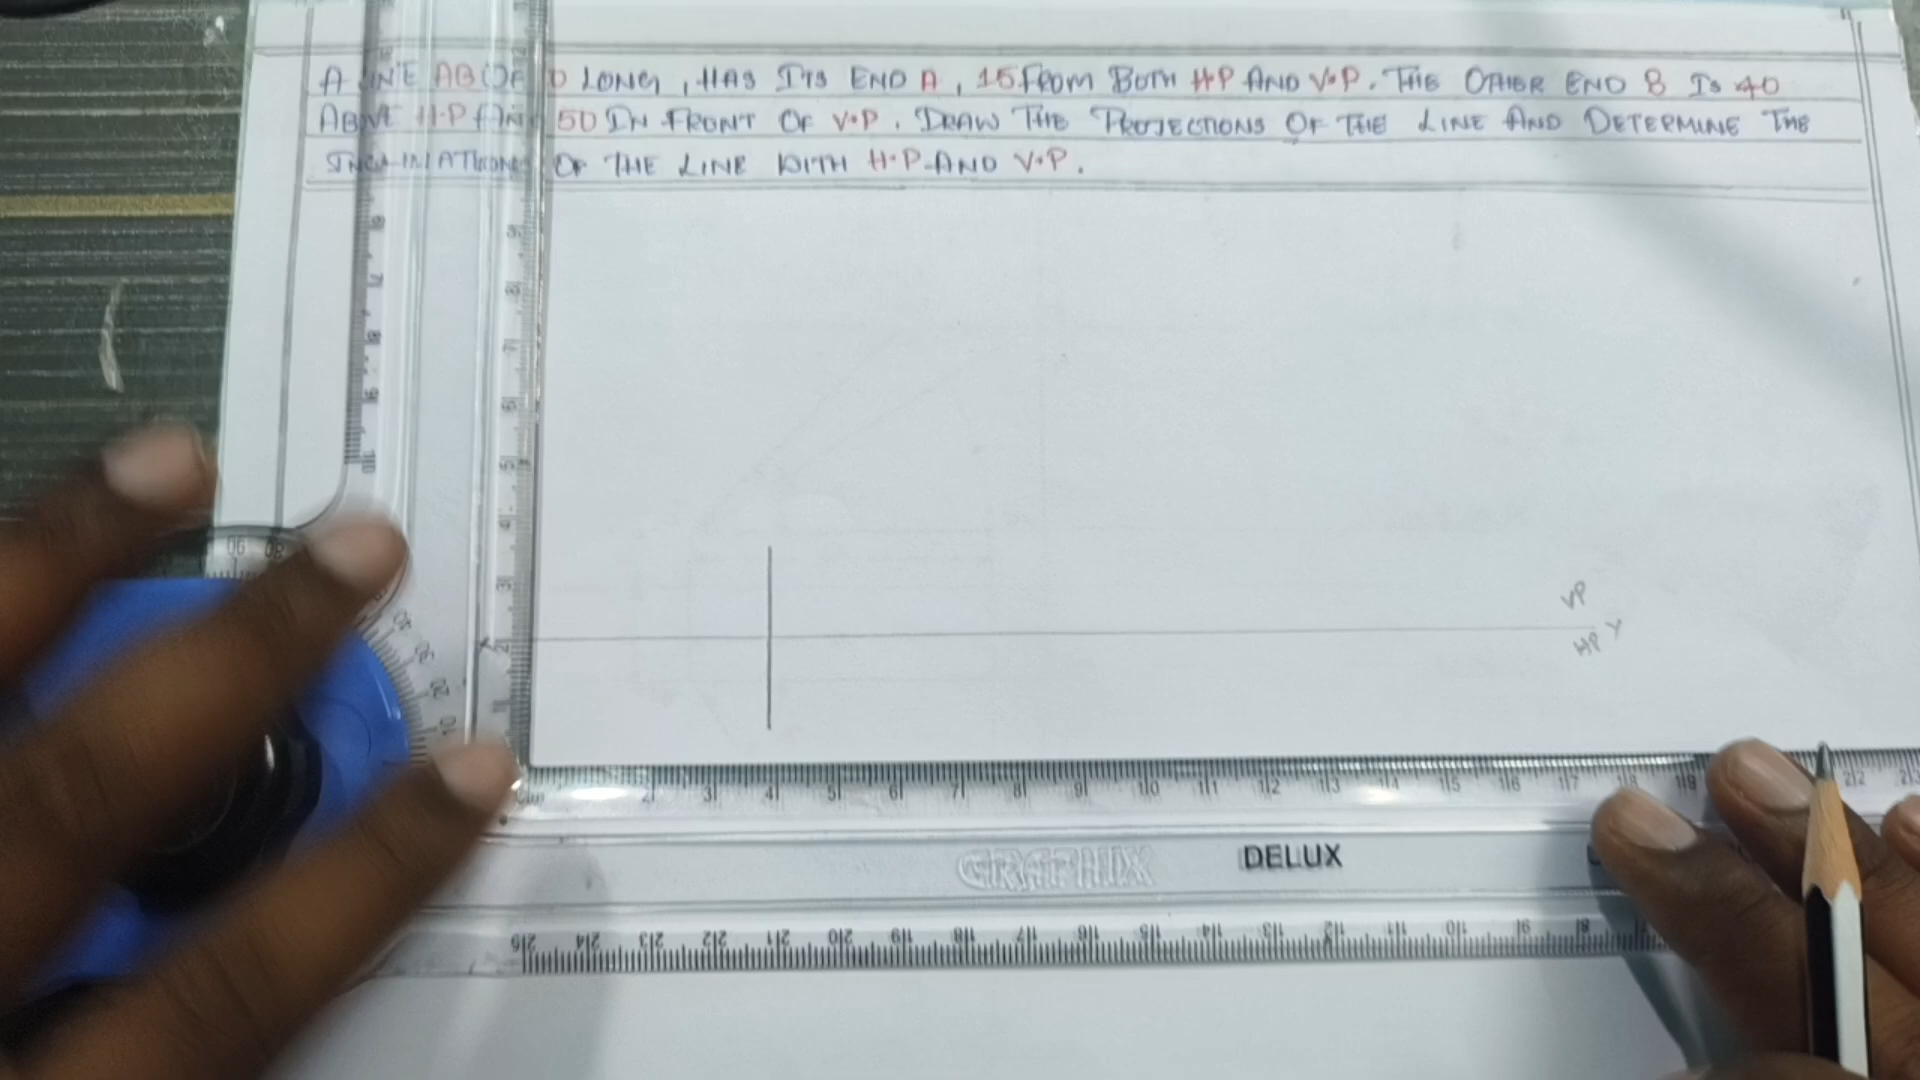 A LINE AB OF LONG, HAS ITS END A, 15 FROM BOTH H.P AND V.P. THE OTHER END B IS 40
ABOVE H.P AND 50 IN FRONT OF V.P. DRAW THE PROJECTIONS OF THE LINE AND DETERMINE THE
OF THE LINE WITH H.P AND V.P.
VP
HP Y
X
GRAPHIX DELUX